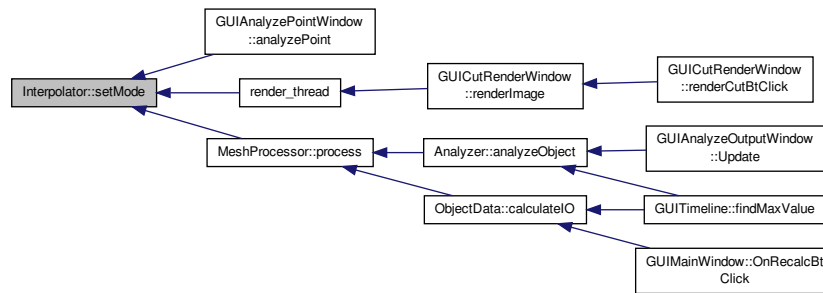 GUIAnalyzePointWindow
::analyzePoint
Interpolator::setMode
render_thread
GUICutRenderWindow
::renderImage
GUICutRenderWindow
::renderCutBtClick
MeshProcessor::process
Analyzer::analyzeObject
GUIAnalyzeOutputWindow
::Update
ObjectData::calculateIO
GUITimeline::findMaxValue
GUIMainWindow::OnRecalcBt
Click